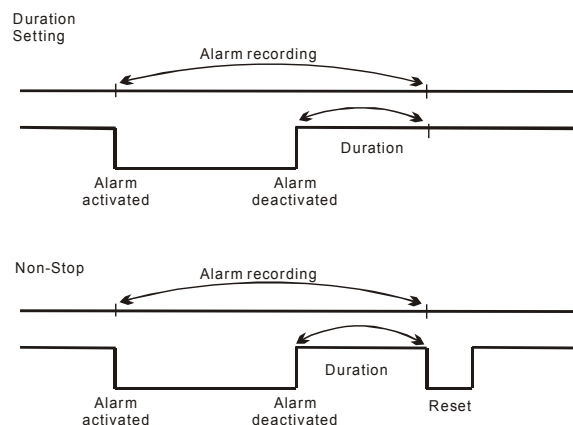 Duration
Setting
Alarm recording
Duration
Alarm
activated
Alarm
deactivated
Non-Stop
Alarm recording
Duration
Alarm
activated
Alarm
deactivated
Reset